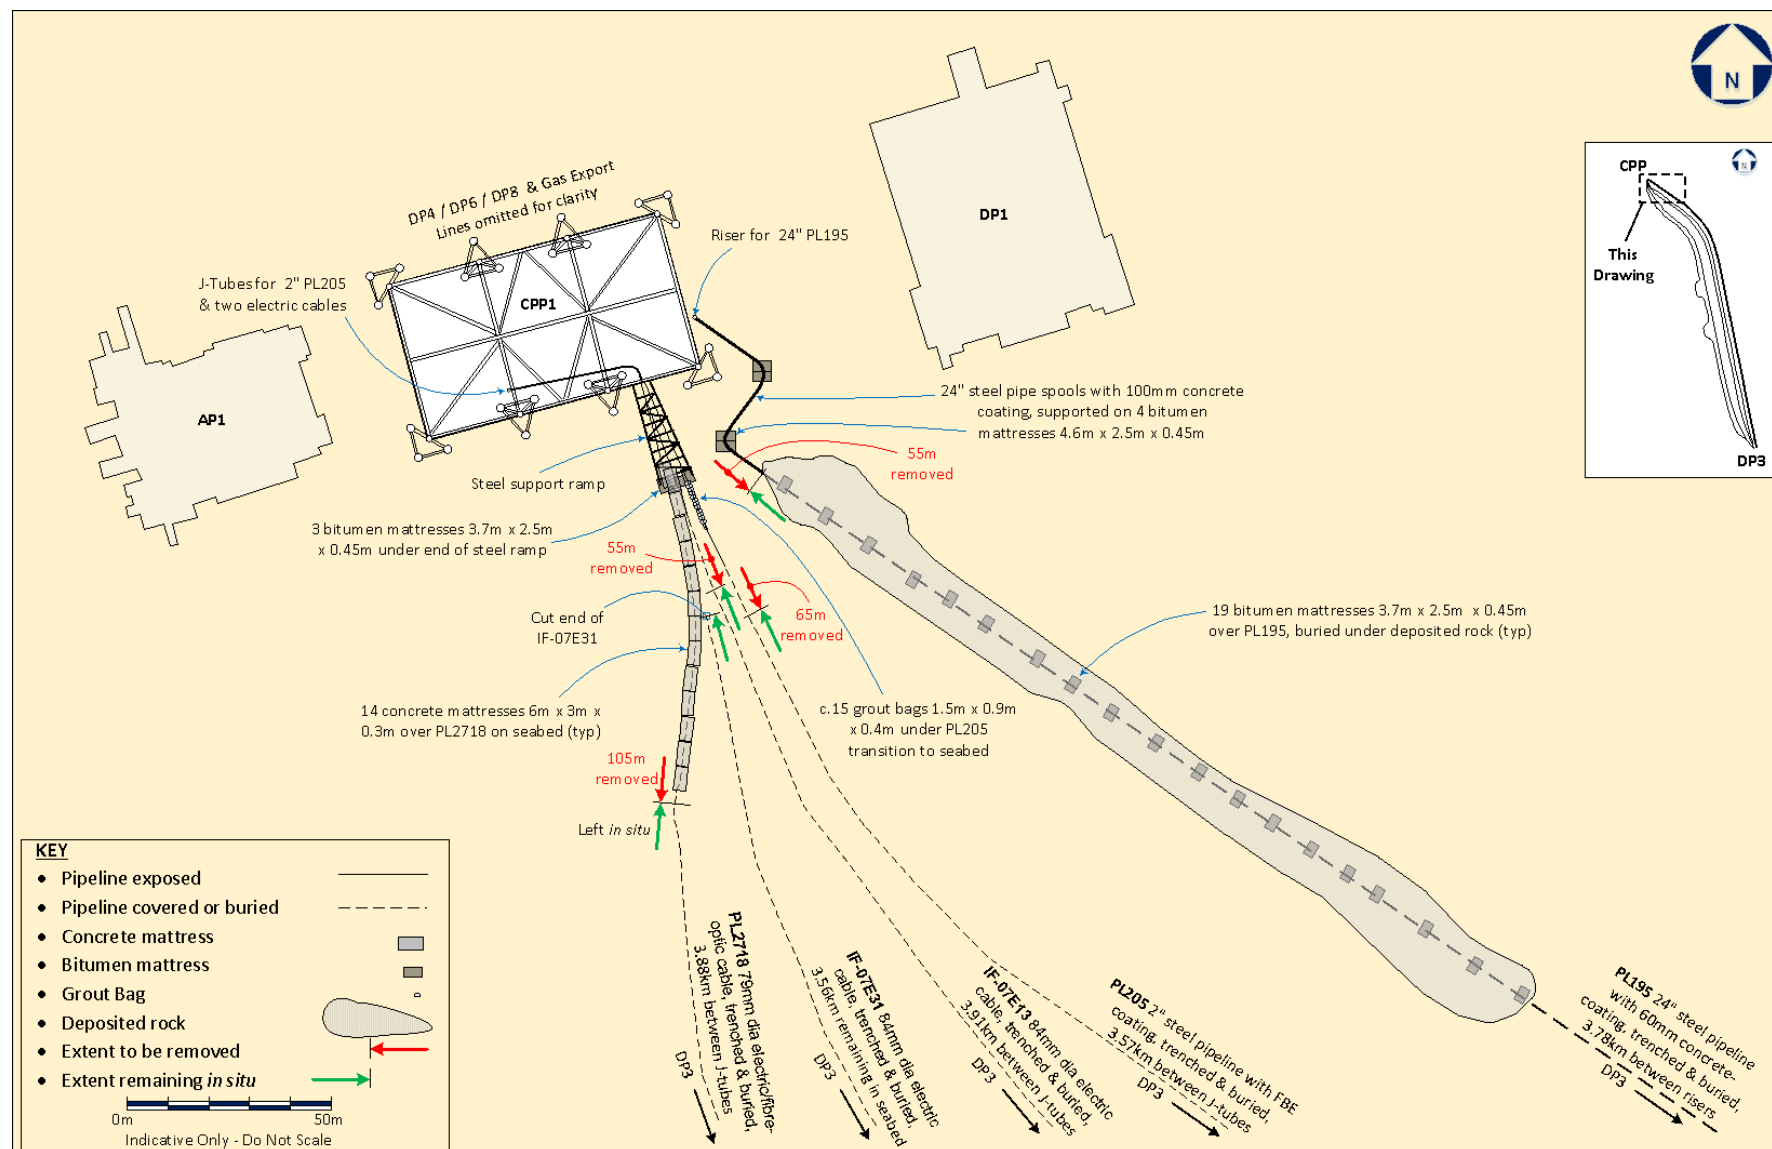 N
DP4 / DP6 / DP8 & Gas Export
Lines omitted for clarity
Riser for 24" PL195
DP1
CPP
N
This
Drawing
DP3
J-Tubes for 2" PL205
& two electric cables
CPP1
AP1
24" steel pipe spools with 100mm concrete
coating, supported on 4 bitumen
mattresses 4.6m x 2.5m x 0.45m
55m
removed
Steel support ramp
3 bitumen mattresses 3.7m x 2.5m
x 0.45m under end of steel ramp
55m
removed
65m
removed
Cut end of
IF-07E31
19 bitumen mattresses 3.7m x 2.5m x 0.45m
over PL195, buried under deposited rock (typ)
14 concrete mattresses 6m x 3m x
0.3m over PL2718 on seabed (typ)
c.15 grout bags 1.5m x 0.9m
x 0.4m under PL205
transition to seabed
105m
removed
Left in situ
KEY
• Pipeline exposed
• Pipeline covered or buried
• Concrete mattress
• Bitumen mattress
• Grout Bag
• Deposited rock
• Extent to be removed
• Extent remaining in situ
0m
50m
Indicative Only - Do Not Scale
PL2718 79mm dia electric/fibre-
optic cable, trenched & buried,
3.88km between J-tubes
DP3
IF-07E31 84mm dia electric
cable, trenched & buried,
3.56km remaining in seabed
DP3
IF-07E13 84mm dia electric
cable, trenched & buried,
3.91km between J-tubes
DP3
PL205 2" steel pipeline with FBE
coating, trenched & buried,
3.57km between J-tubes
DP3
PL195 24" steel pipeline
with 60mm concrete-
coating, trenched & buried,
3.78km between risers
DP3